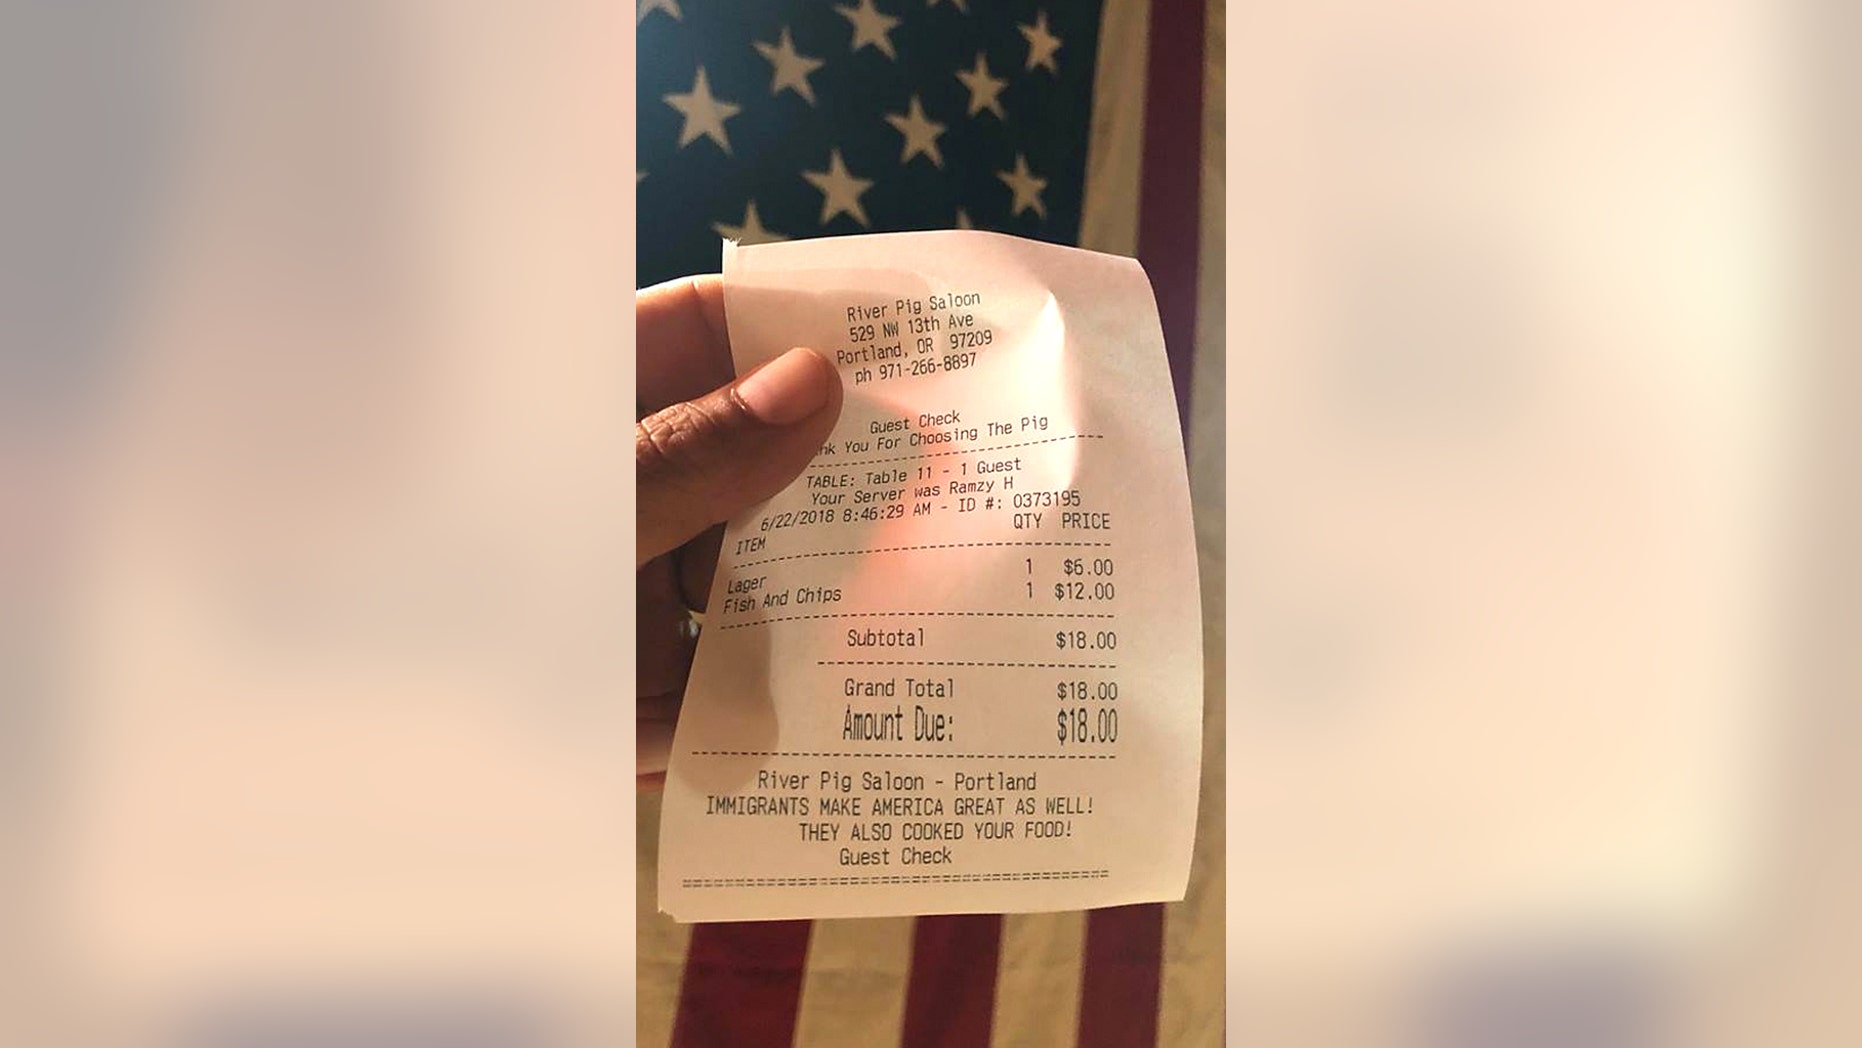 River Pig Saloon
529 NW 13th Ave
Portland, OR 97209
ph 971-266-8897
Guest Check
You For Choosing The Pig
TABLE: Table 11 - 1 Guest
Your Server was Ramzy H
6/22/2018 8:46:29 AM - ID #: 0373195
ITEM QTY PRICE
Lager 1 $6.00
Fish And Chips 1 $12.00
Subtotal $18.00
Grand Total $18.00
Amount Due: $18.00
River Pig Saloon - Portland
IMMIGRANTS MAKE AMERICA GREAT AS WELL!
THEY ALSO COOKED YOUR FOOD!
Guest Check